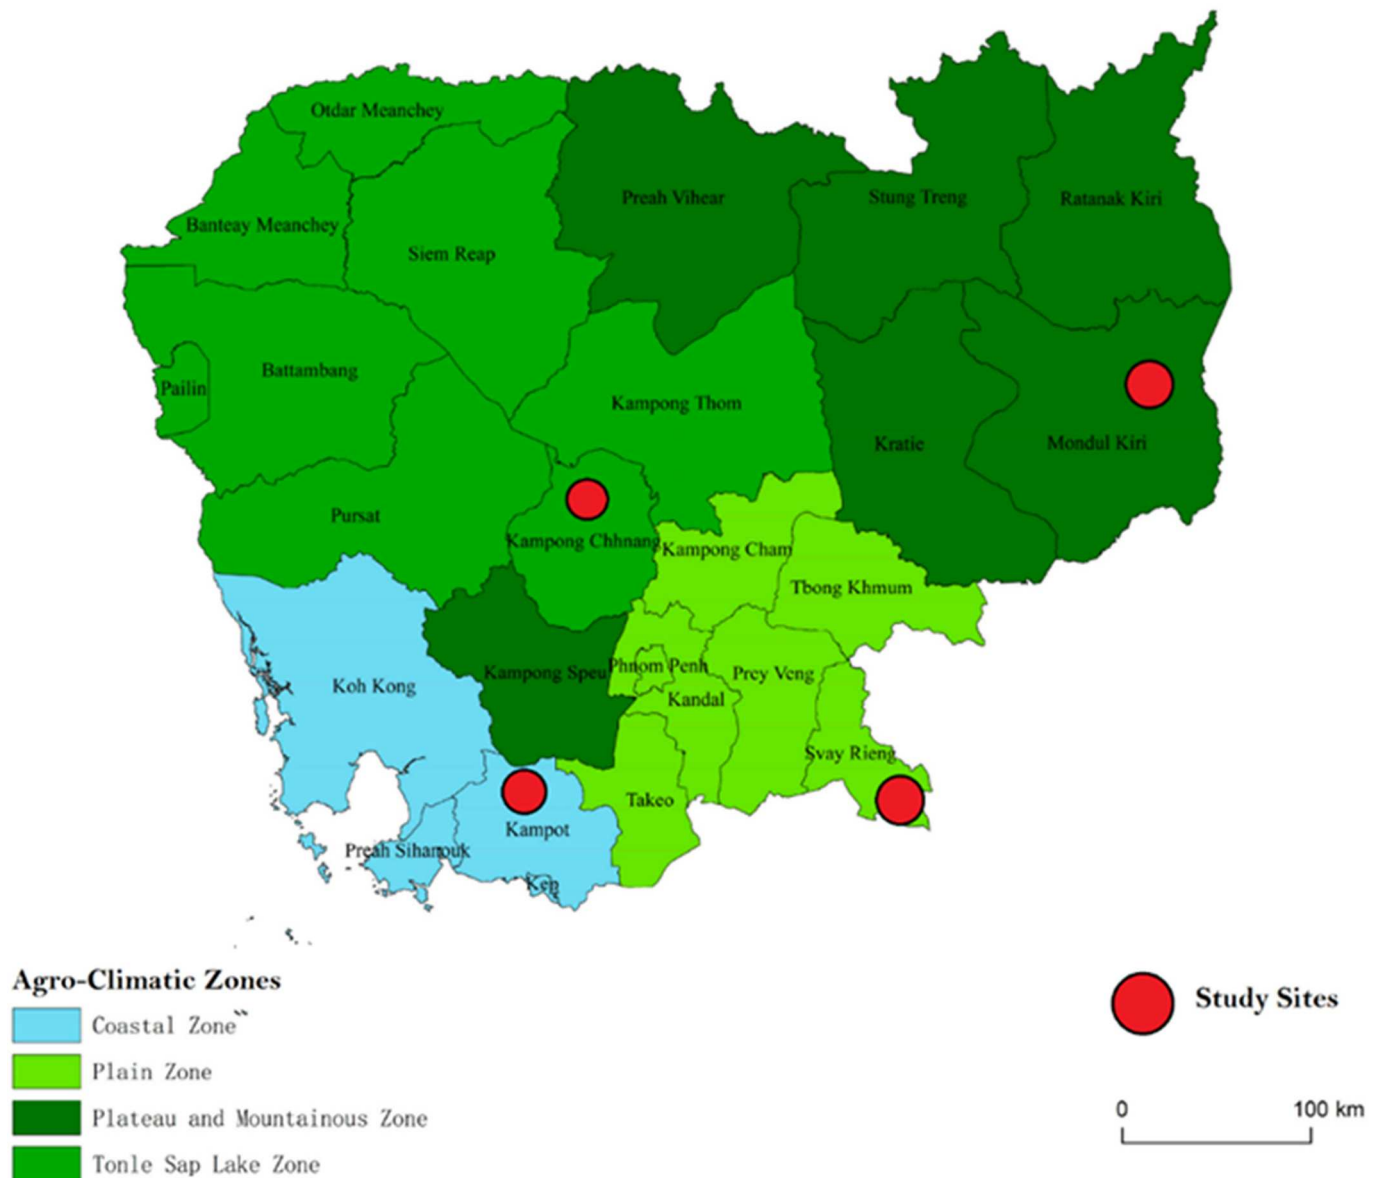 Otdar Meanchey
Preah Vihear
Stung Treng
Ratanak Kiri
Banteay Meanchey
Siem Reap
Battambang
Pailin
Kampong Thom
Kratie
Mondul Kiri
Pursat
Kampong Chhnang
Kampong Cham
Tbong Khmum
Koh Kong
Kampong Speu
Phnom Penh
Prey Veng
Kandal
Svay Rieng
Takeo
Kampot
Preah Sihanouk
Kep
Agro-Climatic Zones
Coastal Zone``
Plain Zone
Plateau and Mountainous Zone
Tonle Sap Lake Zone
Study Sites
0 100 km